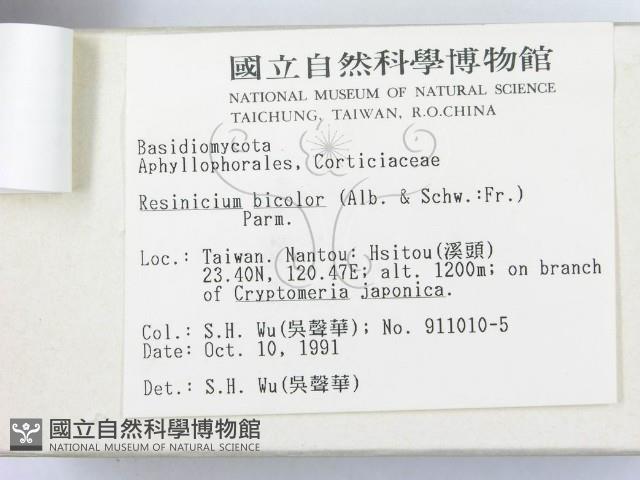 國立自然科學博物館
NATIONAL MUSEUM OF NATURAL SCIENCE
TAICHUNG, TAIWAN, R.O.CHINA
Basidiomycota
Aphyllophorales, Corticiaceae
Resinicium bicolor (Alb. & Schw.:Fr.)
Parm.
Loc.: Taiwan. Nantou: Hsitou(溪頭)
23.40N, 120.47E; alt. 1200m; on branch
of Cryptomeria japonica.
Col.: S.H. Wu(吳聲華); No. 911010-5
Date: Oct. 10, 1991
Det.: S.H. Wu(吳聲華)
國立自然科學博物館
NATIONAL MUSEUM OF NATURAL SCIENCE